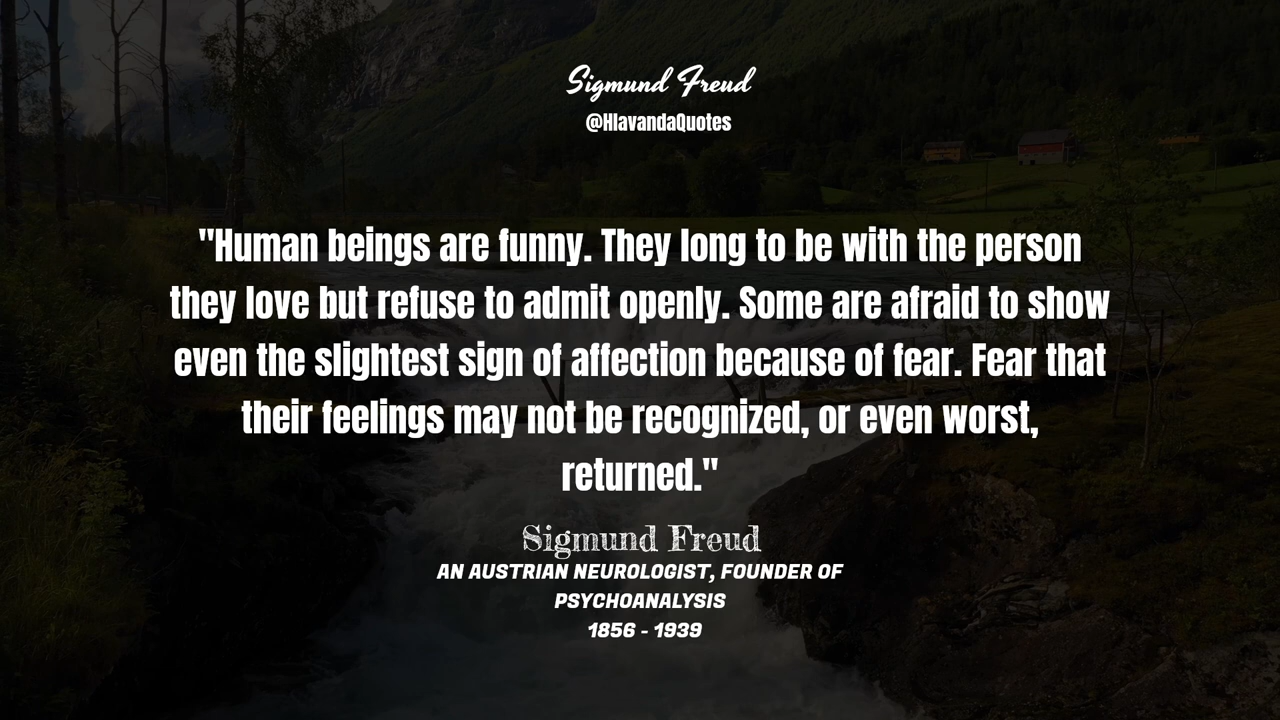 Sigmund Freud
@HlavandaQuotes
"Human beings are funny. They long to be with the person
they love but refuse to admit openly. Some are afraid to show
even the slightest sign of affection because of fear. Fear that
their feelings may not be recognized, or even worst,
returned."
Sigmund Freud
AN AUSTRIAN NEUROLOGIST, FOUNDER OF
PSYCHOANALYSIS
1856 - 1939